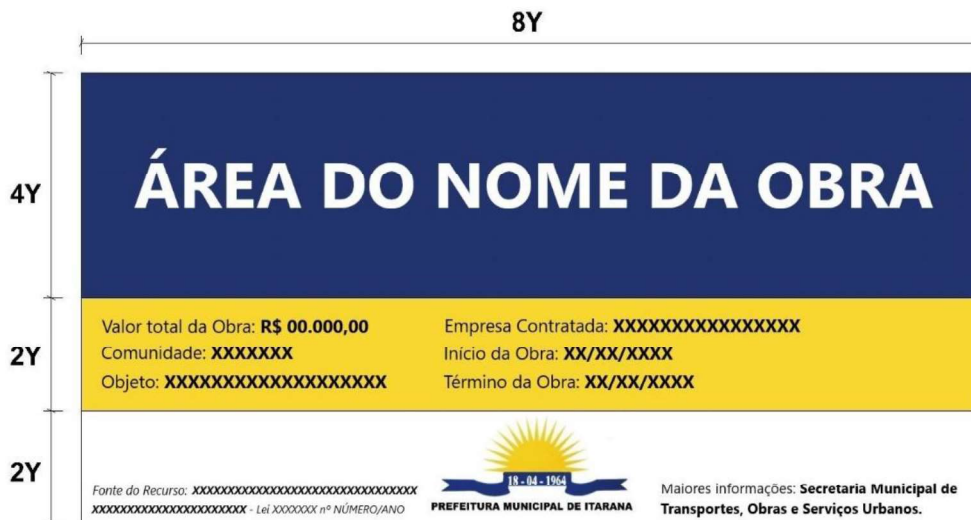 8Y
4Y
ÁREA DO NOME DA OBRA
2Y
Valor total da Obra: R$ 00.000,00
Comunidade: XXXXXXX
Objeto: XXXXXXXXXXXXXXXXXXX
Empresa Contratada: XXXXXXXXXXXXXXXX
Início da Obra: XX/XX/XXXX
Término da Obra: XX/XX/XXXX
2Y
Fonte do Recurso: XXXXXXXXXXXXXXXXXXXXXXXXXXXXXXXX
XXXXXXXXXXXXXXXXXXXXXX - Lei XXXXXXX nº NÚMERO/ANO
18 - 04 - 1964
PREFEITURA MUNICIPAL DE ITARANA
Maiores informações: Secretaria Municipal de
Transportes, Obras e Serviços Urbanos.